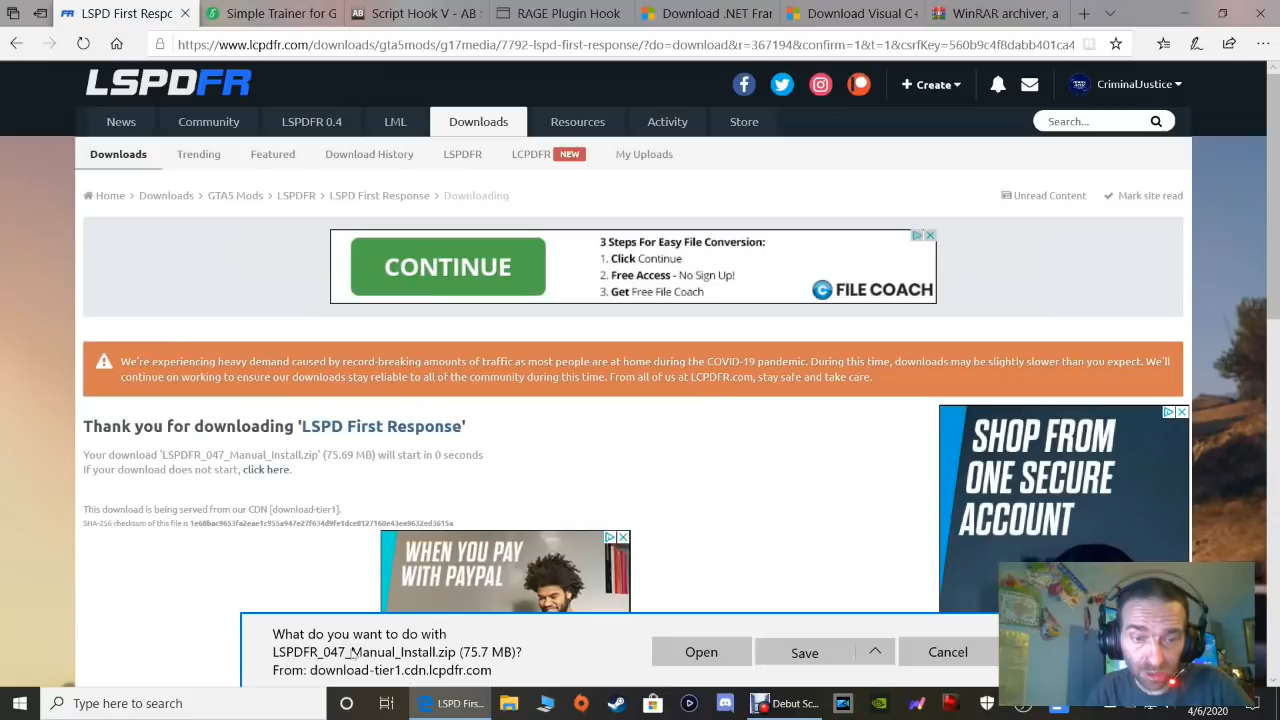 LSPD First Respc
5 Turning Off Automatic
AB Script Hook V - AB
RAGE Plugin Hook
Download .NET Fra
Download Visual C
WinRAR archiver, a
https://www.lcpdfr.com/downloads/gta5mods/g17media/7792-lspd-first-response/?do=download&r=367194&confirm=1&t=1&csrfKey=560b9c4f8dabb401ca4
LSPDFR
Create
CriminalJustice
News Community LSPDFR 0.4 LML Downloads Resources Activity Store
Search...
Downloads Trending Featured Download History LSPDFR LCPDFR NEW My Uploads
Home > Downloads > GTA5 Mods > LSPDFR > LSPD First Response > Downloading
Unread Content
Mark site read
CONTINUE
3 Steps For Easy File Conversion:
1. Click Continue
2. Free Access - No Sign Up!
3. Get Free File Coach
FILE COACH
We're experiencing heavy demand caused by record-breaking amounts of traffic as most people are at home during the COVID-19 pandemic. During this time, downloads may be slightly slower than you expect. We'll
continue on working to ensure our downloads stay reliable to all of the community during this time. From all of us at LCPDFR.com, stay safe and take care.
Thank you for downloading 'LSPD First Response'
Your download 'LSPDFR_047_Manual_Install.zip' (75.69 MB) will start in 0 seconds
If your download does not start, click here.
This download is being served from our CDN [download-tier1].
SHA-256 checksum of this file is
SHOP FROM
ONE SECURE
ACCOUNT
WHEN YOU PAY
WITH PAYPAL
What do you want to do with
LSPDFR_047_Manual_Install.zip (75.7 MB)?
From: download-tier1.cdn.lcpdfr.com
Open
Save
Cancel
Type here to search
LSPD Firs...
Debut Sc...
4/6/2020